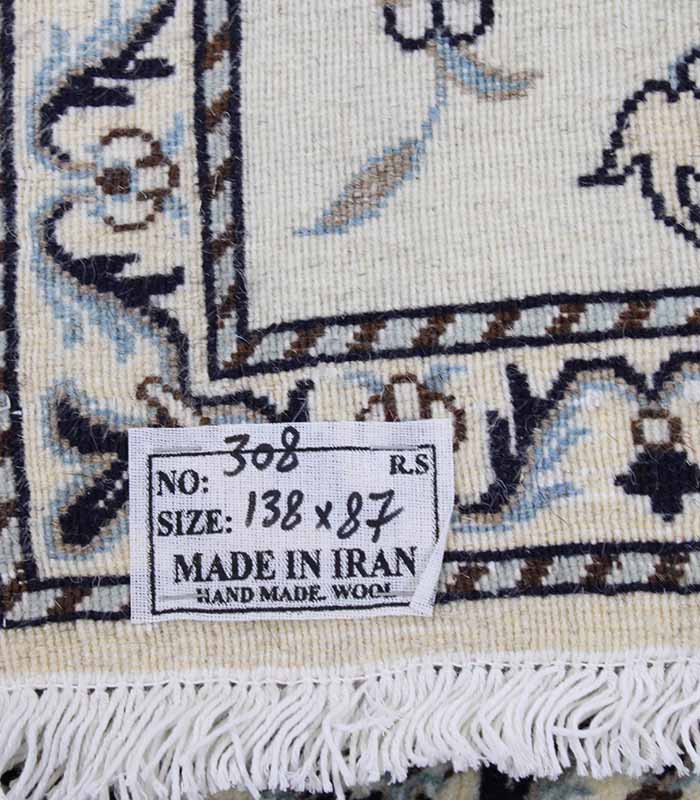 NO: 308 R.S
SIZE: 138 x 87
MADE IN IRAN
HAND MADE. WOOL